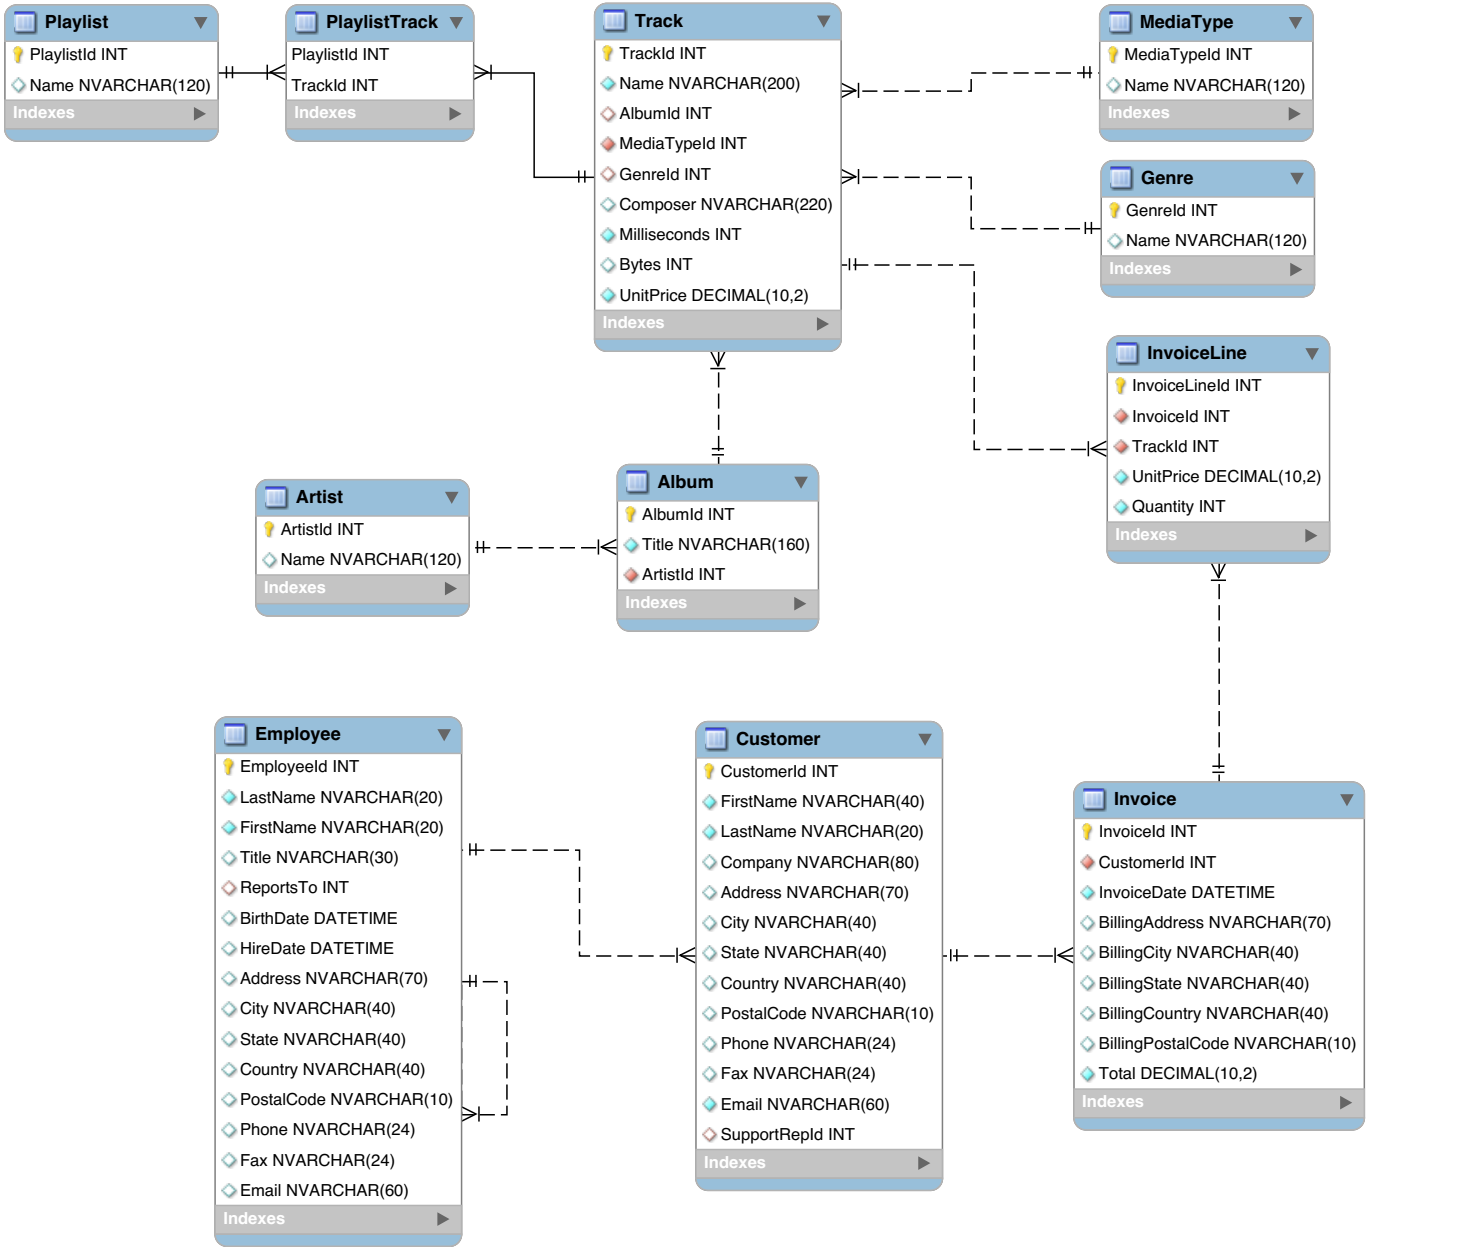 Playlist
PlaylistId INT
Name NVARCHAR(120)
Indexes
PlaylistTrack
PlaylistId INT
TrackId INT
Indexes
Track
TrackId INT
Name NVARCHAR(200)
AlbumId INT
MediaTypeId INT
GenreId INT
Composer NVARCHAR(220)
Milliseconds INT
Bytes INT
UnitPrice DECIMAL(10,2)
Indexes
MediaType
MediaTypeId INT
Name NVARCHAR(120)
Indexes
Genre
GenreId INT
Name NVARCHAR(120)
Indexes
InvoiceLine
InvoiceLineId INT
InvoiceId INT
TrackId INT
UnitPrice DECIMAL(10,2)
Quantity INT
Indexes
Artist
ArtistId INT
Name NVARCHAR(120)
Indexes
Album
AlbumId INT
Title NVARCHAR(160)
ArtistId INT
Indexes
Employee
EmployeeId INT
LastName NVARCHAR(20)
FirstName NVARCHAR(20)
Title NVARCHAR(30)
ReportsTo INT
BirthDate DATETIME
HireDate DATETIME
Address NVARCHAR(70)
City NVARCHAR(40)
State NVARCHAR(40)
Country NVARCHAR(40)
PostalCode NVARCHAR(10)
Phone NVARCHAR(24)
Fax NVARCHAR(24)
Email NVARCHAR(60)
Indexes
Customer
CustomerId INT
FirstName NVARCHAR(40)
LastName NVARCHAR(20)
Company NVARCHAR(80)
Address NVARCHAR(70)
City NVARCHAR(40)
State NVARCHAR(40)
Country NVARCHAR(40)
PostalCode NVARCHAR(10)
Phone NVARCHAR(24)
Fax NVARCHAR(24)
Email NVARCHAR(60)
SupportRepId INT
Indexes
Invoice
InvoiceId INT
CustomerId INT
InvoiceDate DATETIME
BillingAddress NVARCHAR(70)
BillingCity NVARCHAR(40)
BillingState NVARCHAR(40)
BillingCountry NVARCHAR(40)
BillingPostalCode NVARCHAR(10)
Total DECIMAL(10,2)
Indexes